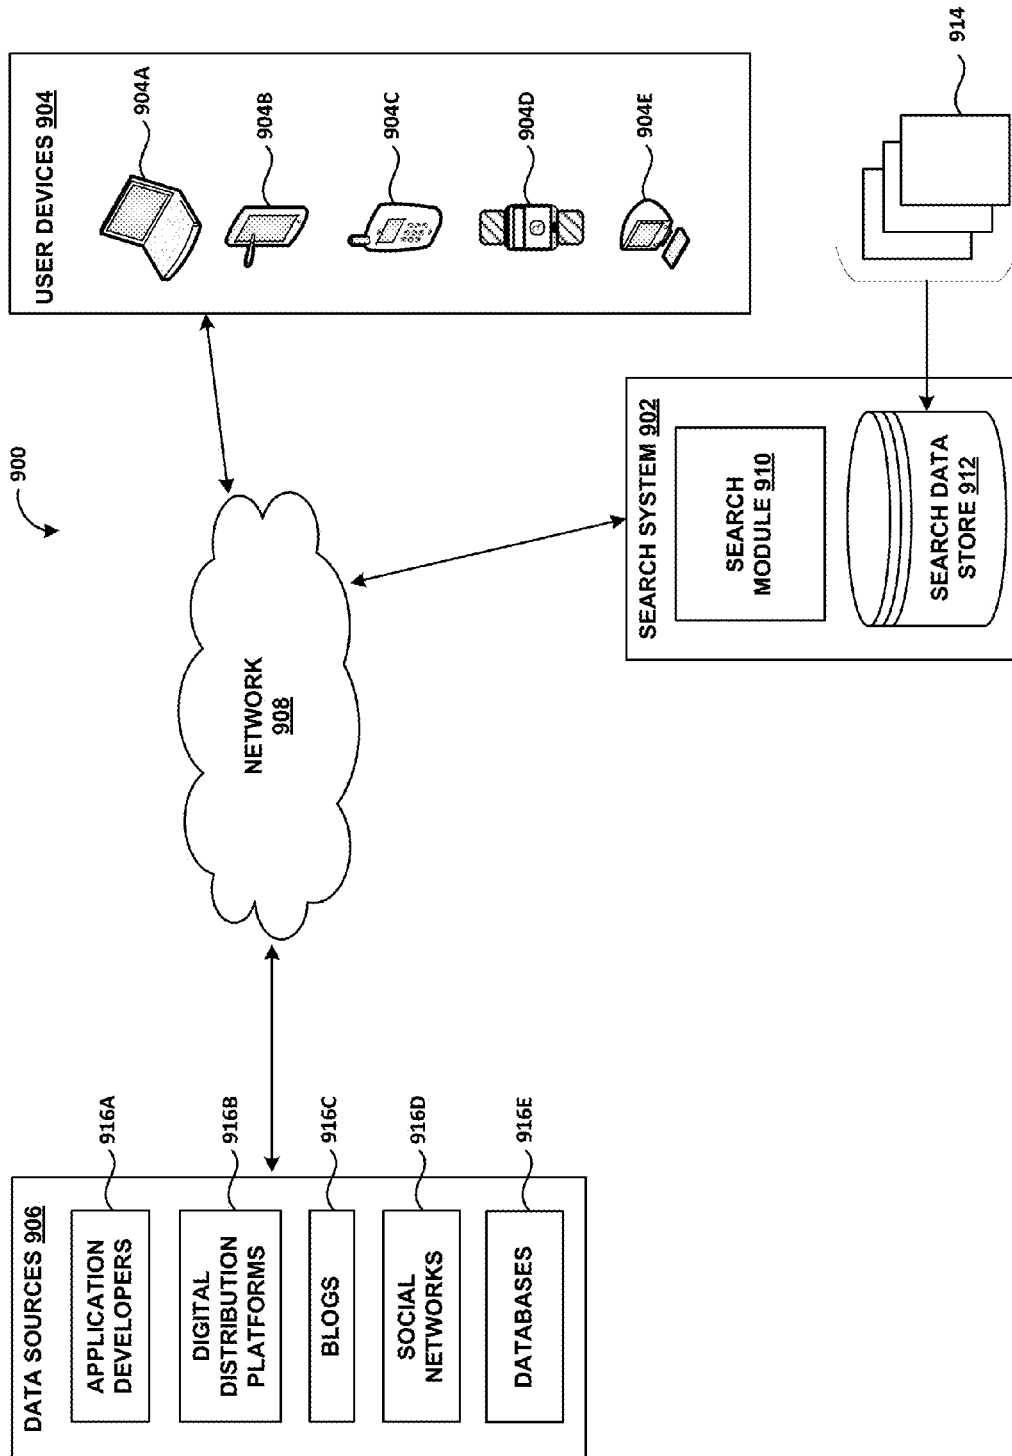 900
DATA SOURCES 906
APPLICATION
DEVELOPERS
916A
DIGITAL
DISTRIBUTION
PLATFORMS
916B
BLOGS
916C
SOCIAL
NETWORKS
916D
DATABASES
916E
NETWORK
908
USER DEVICES 904
904A
904B
904C
904D
904E
SEARCH SYSTEM 902
SEARCH
MODULE 910
SEARCH DATA
STORE 912
914